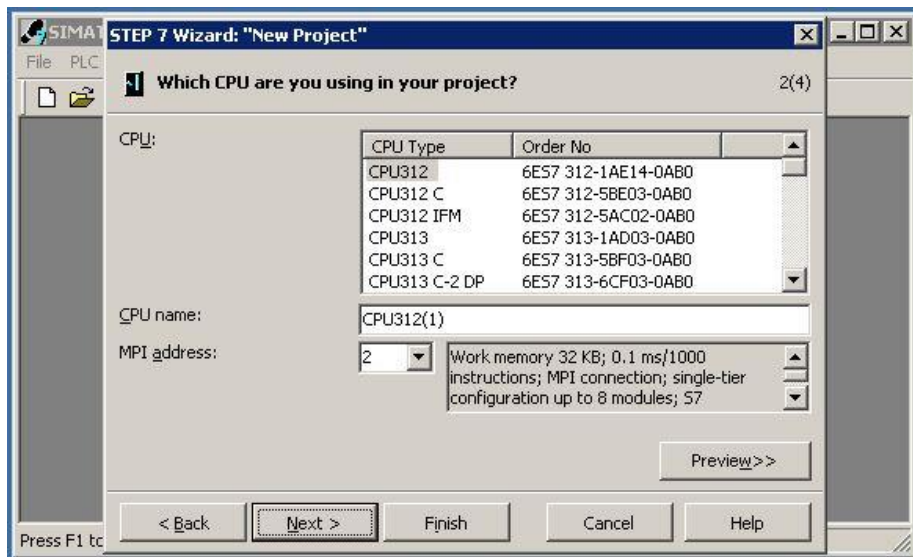 SIMAT
STEP 7 Wizard: "New Project"
File PLC
Which CPU are you using in your project?
2(4)
CPU:
CPU Type Order No
CPU312 6ES7 312-1AE14-0AB0
CPU312 C 6ES7 312-5BE03-0AB0
CPU312 IFM 6ES7 312-5AC02-0AB0
CPU313 6ES7 313-1AD03-0AB0
CPU313 C 6ES7 313-5BF03-0AB0
CPU313 C-2 DP 6ES7 313-6CF03-0AB0
CPU name:
CPU312(1)
MPI address:
2
Work memory 32 KB; 0.1 ms/1000
instructions; MPI connection; single-tier
configuration up to 8 modules; S7
Preview>>
< Back Next > Finish Cancel Help
Press F1 to